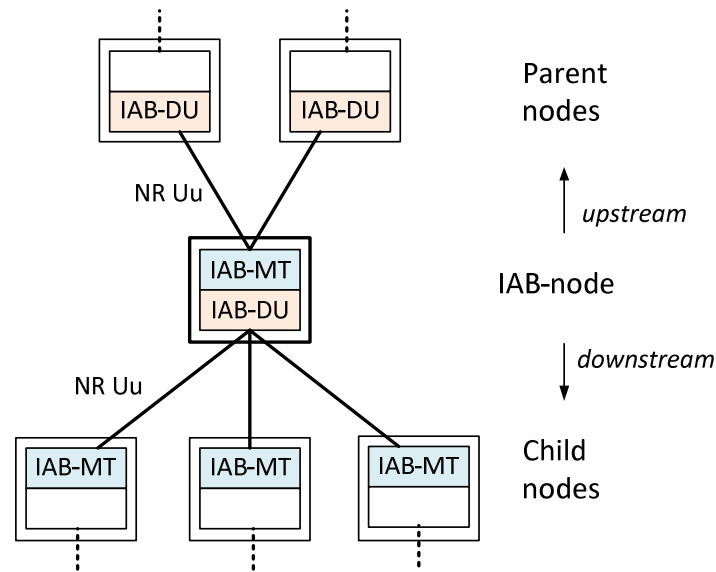 IAB-DU
IAB-DU
Parent
nodes
NR Uu
upstream
IAB-MT
IAB-DU
IAB-node
NR Uu
downstream
IAB-MT
IAB-MT
IAB-MT
Child
nodes